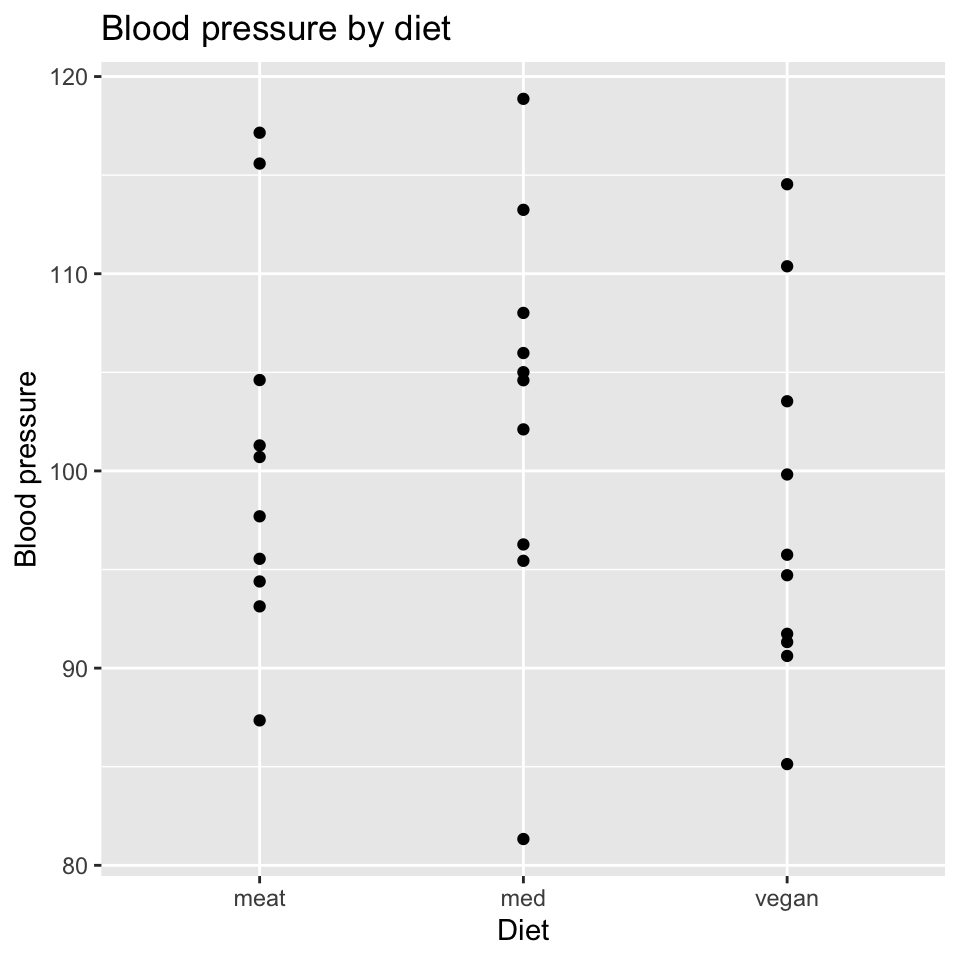 Blood pressure by diet
120
110
100
90
80
Blood pressure
meat med vegan
Diet